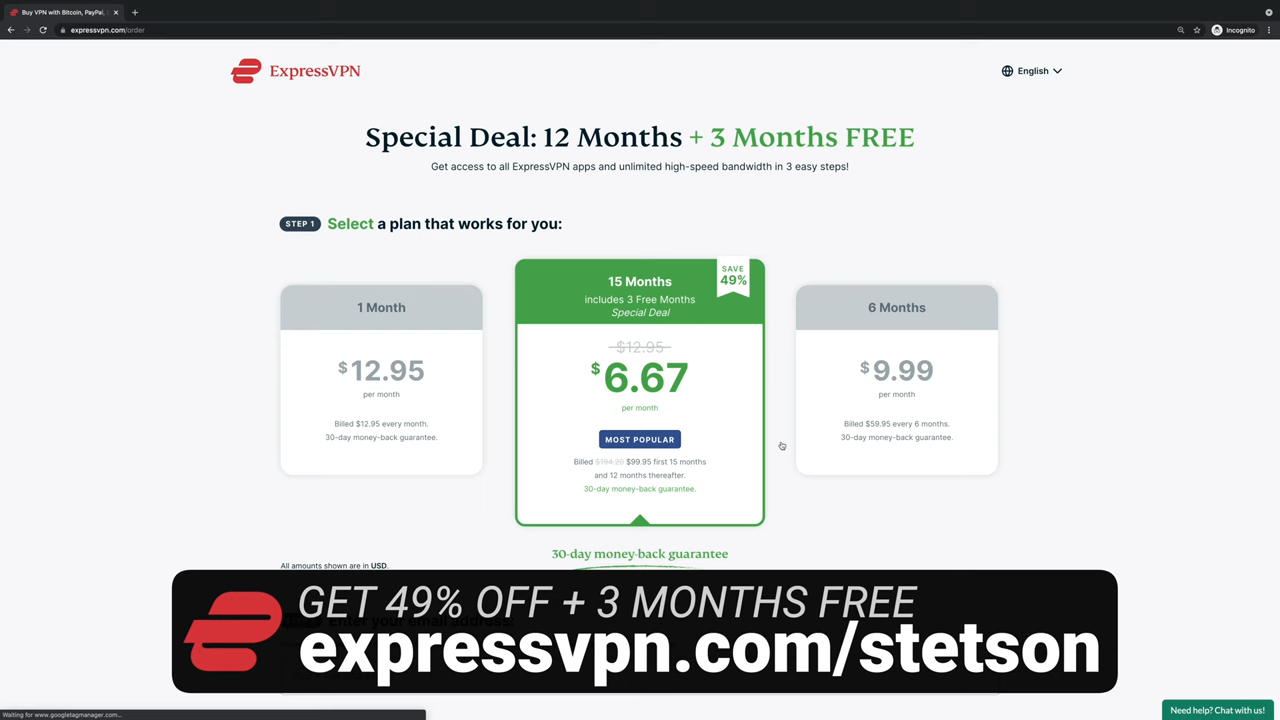 Buy VPN with Bitcoin, PayPal,
expressvpn.com/order
Incognito
ExpressVPN
English
Special Deal: 12 Months + 3 Months FREE
Get access to all ExpressVPN apps and unlimited high-speed bandwidth in 3 easy steps!
STEP 1
Select a plan that works for you:
1 Month
$12.95
per month
Billed $12.95 every month.
30-day money-back guarantee.
SAVE
49%
15 Months
includes 3 Free Months
Special Deal
$12.95
$6.67
per month
MOST POPULAR
Billed $194.20 $99.95 first 15 months
and 12 months thereafter.
30-day money-back guarantee.
6 Months
$9.99
per month
Billed $59.95 every 6 months.
30-day money-back guarantee.
30-day money-back guarantee
All amounts shown are in USD.
Enter your email address:
GET 49% OFF + 3 MONTHS FREE
expressvpn.com/stetson
Waiting for www.googletagmanager.com...
Need help? Chat with us!